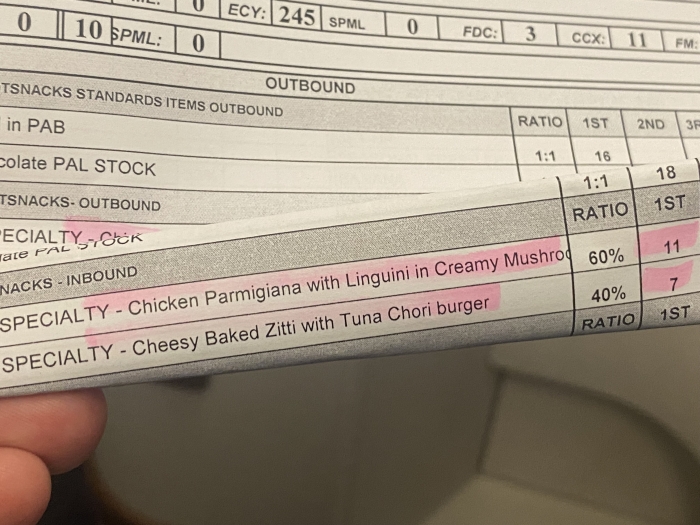 0 ECY: 245 SPML 0 FDC: 3 CCX: 11 FM:
0 10 SPML: 0
OUTBOUND
TSNACKS STANDARDS ITEMS OUTBOUND RATIO 1ST 2ND
in PAB 1:1 16
colate PAL STOCK
TSNACKS- OUTBOUND
ECIALTY
1:1 18
RATIO 1ST
NACKS - INBOUND
SPECIALTY - Chicken Parmigiana with Linguini in Creamy Mushro 60% 11
SPECIALTY - Cheesy Baked Zitti with Tuna Chori burger 40% 7
RATIO 1ST